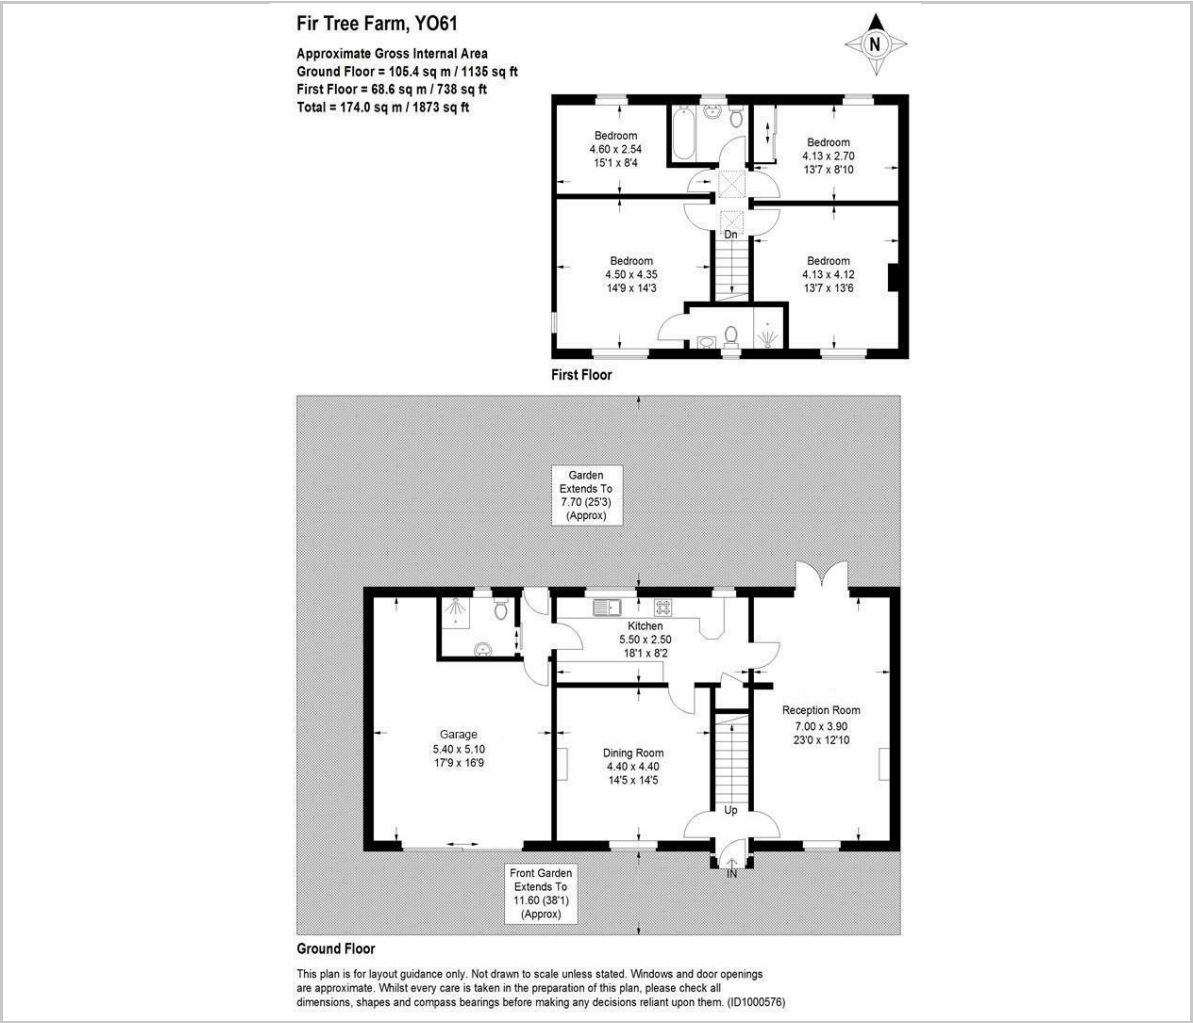 Fir Tree Farm, YO61
Approximate Gross Internal Area
Ground Floor = 105.4 sq m / 1135 sq ft
First Floor = 68.6 sq m / 738 sq ft
Total = 174.0 sq m / 1873 sq ft
N
Bedroom
4.60 x 2.54
15'1 x 8'4
Bedroom
4.13 x 2.70
13'7 x 8'10
Dn
Bedroom
4.50 x 4.35
14'9 x 14'3
Bedroom
4.13 x 4.12
13'7 x 13'6
First Floor
Garden
Extends To
7.70 (25'3)
(Approx)
Kitchen
5.50 x 2.50
18'1 x 8'2
Reception Room
7.00 x 3.90
23'0 x 12'10
Garage
5.40 x 5.10
17'9 x 16'9
Dining Room
4.40 x 4.40
14'5 x 14'5
Up
IN
Front Garden
Extends To
11.60 (38'1)
(Approx)
Ground Floor
This plan is for layout guidance only. Not drawn to scale unless stated. Windows and door openings
are approximate. Whilst every care is taken in the preparation of this plan, please check all
dimensions, shapes and compass bearings before making any decisions reliant upon them. (ID1000576)